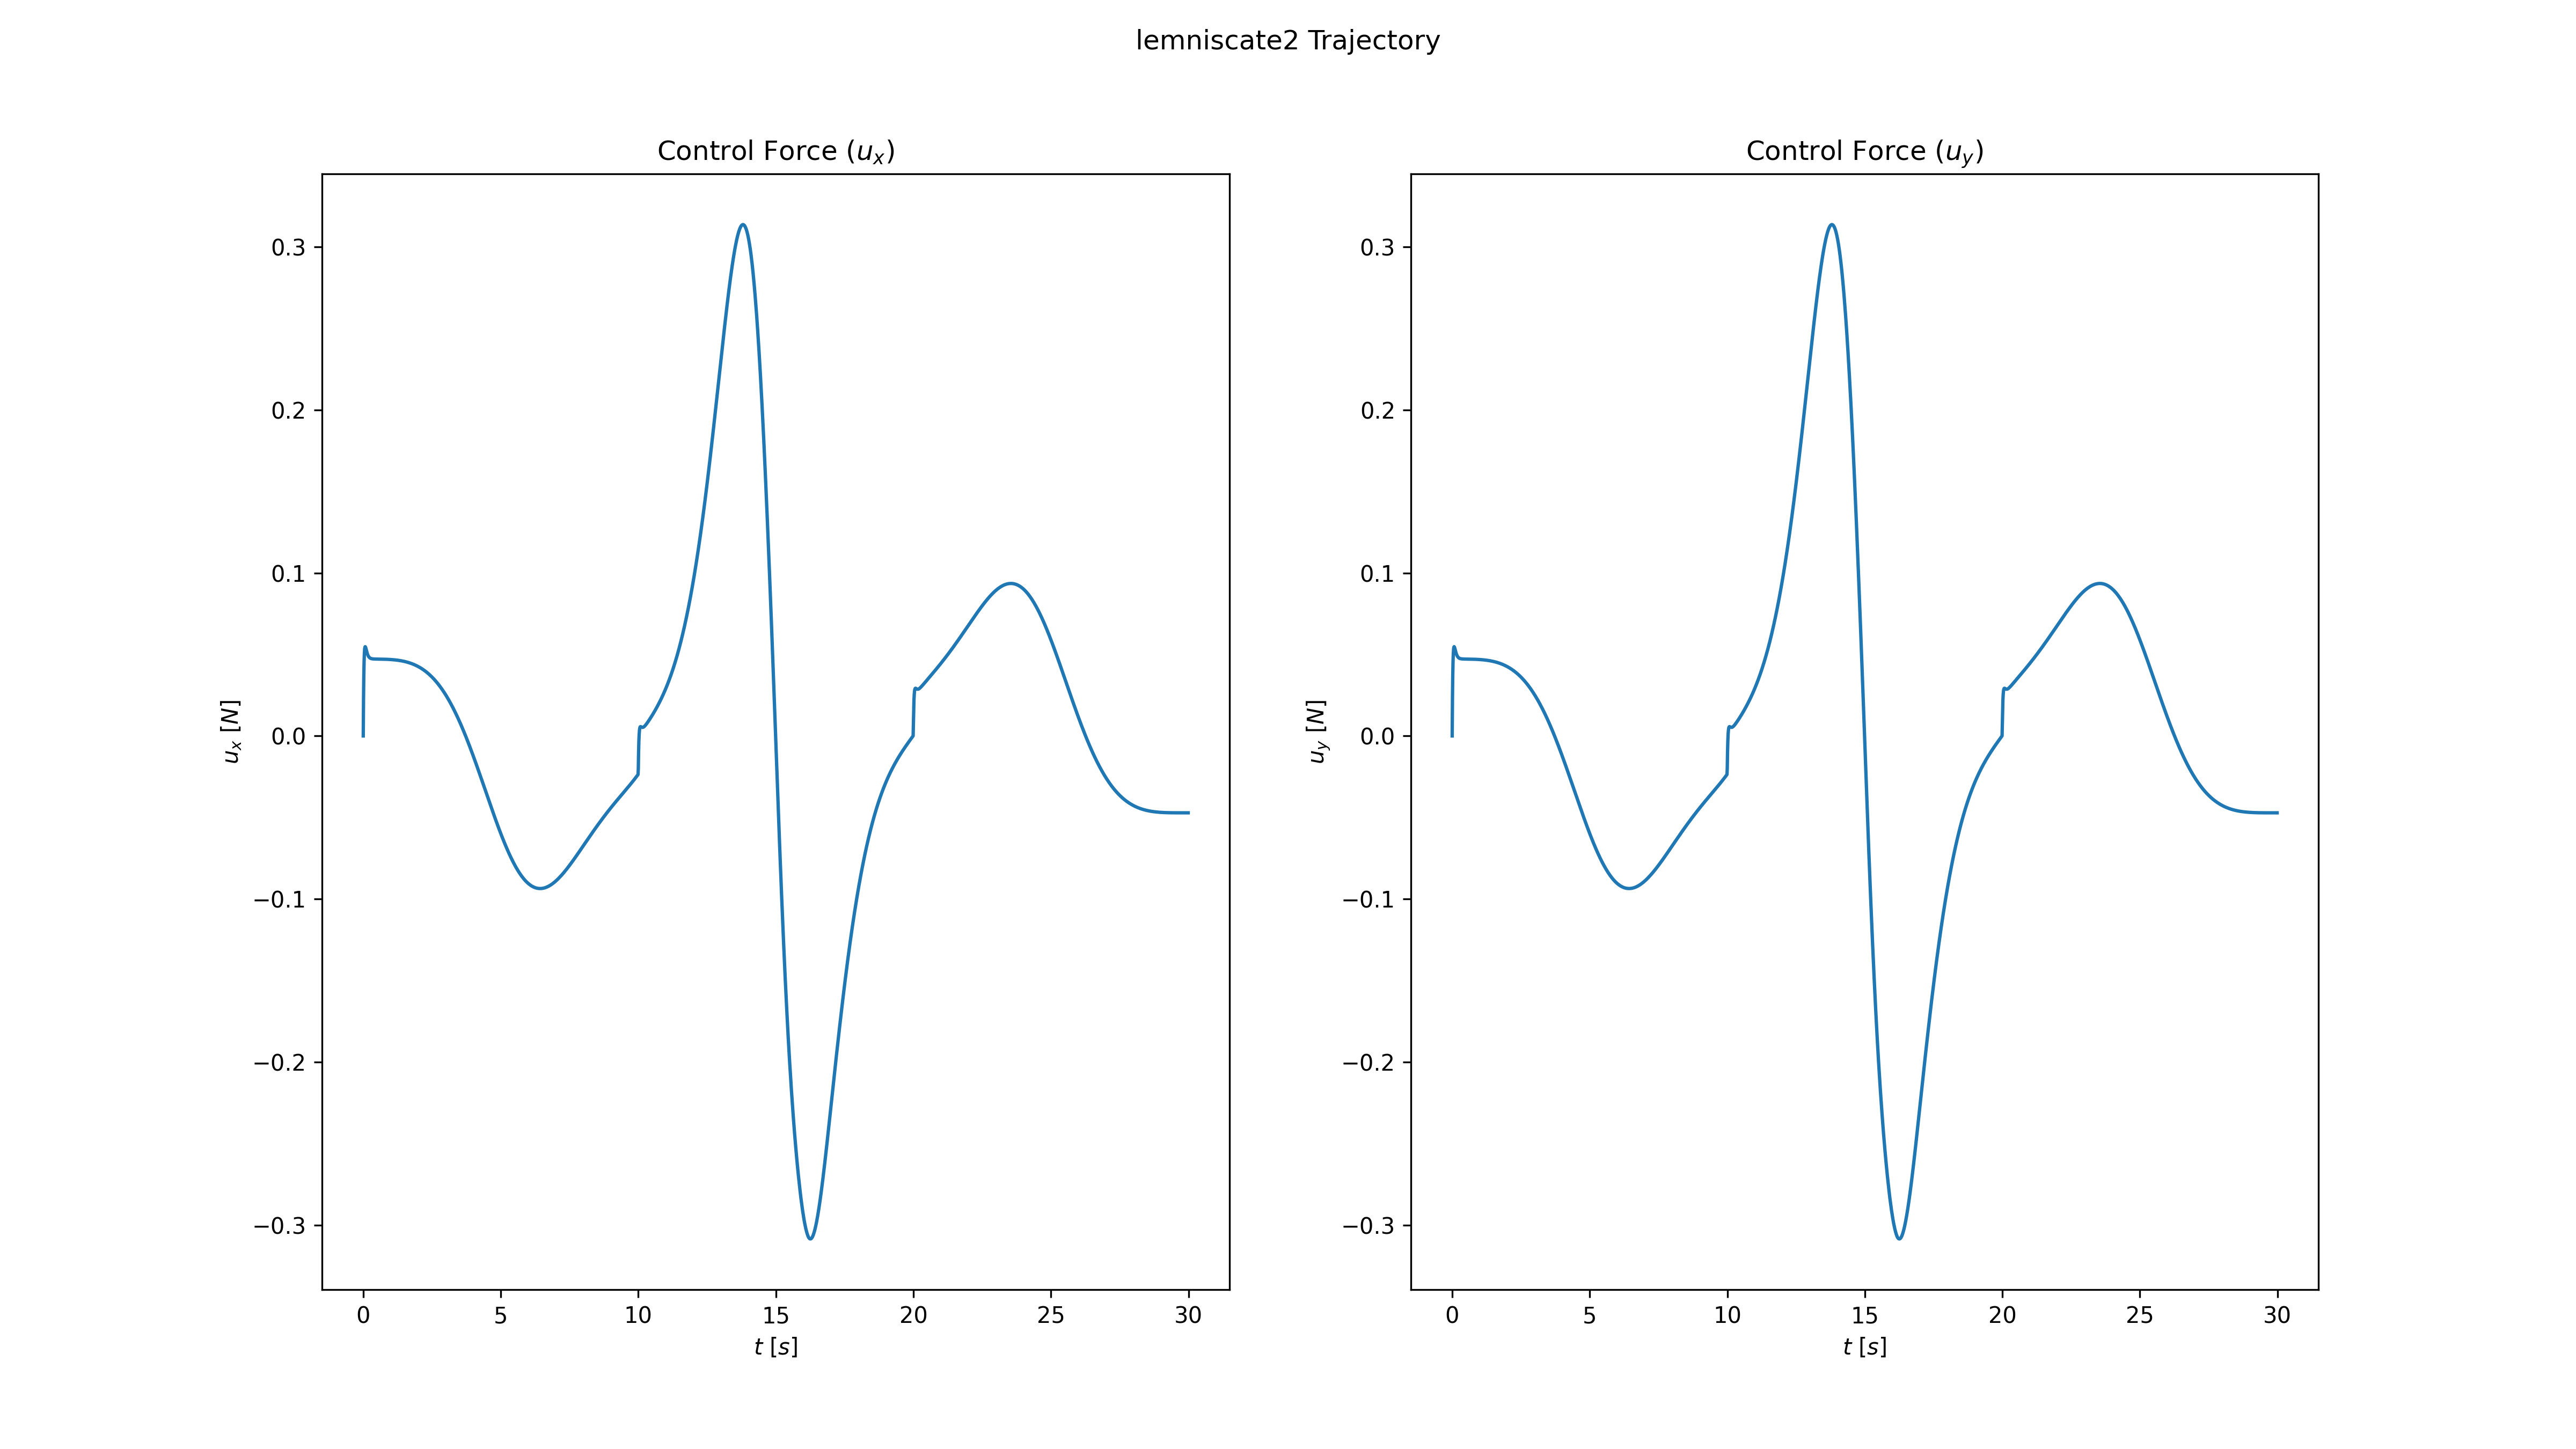 lemniscate2 Trajectory
Control Force (u_x)
0.3
0.2
0.1
0.0
−0.1
−0.2
−0.3
u_x [N]
0 5 10 15 20 25 30
t [s]
Control Force (u_y)
0.3
0.2
0.1
0.0
−0.1
−0.2
−0.3
u_y [N]
0 5 10 15 20 25 30
t [s]